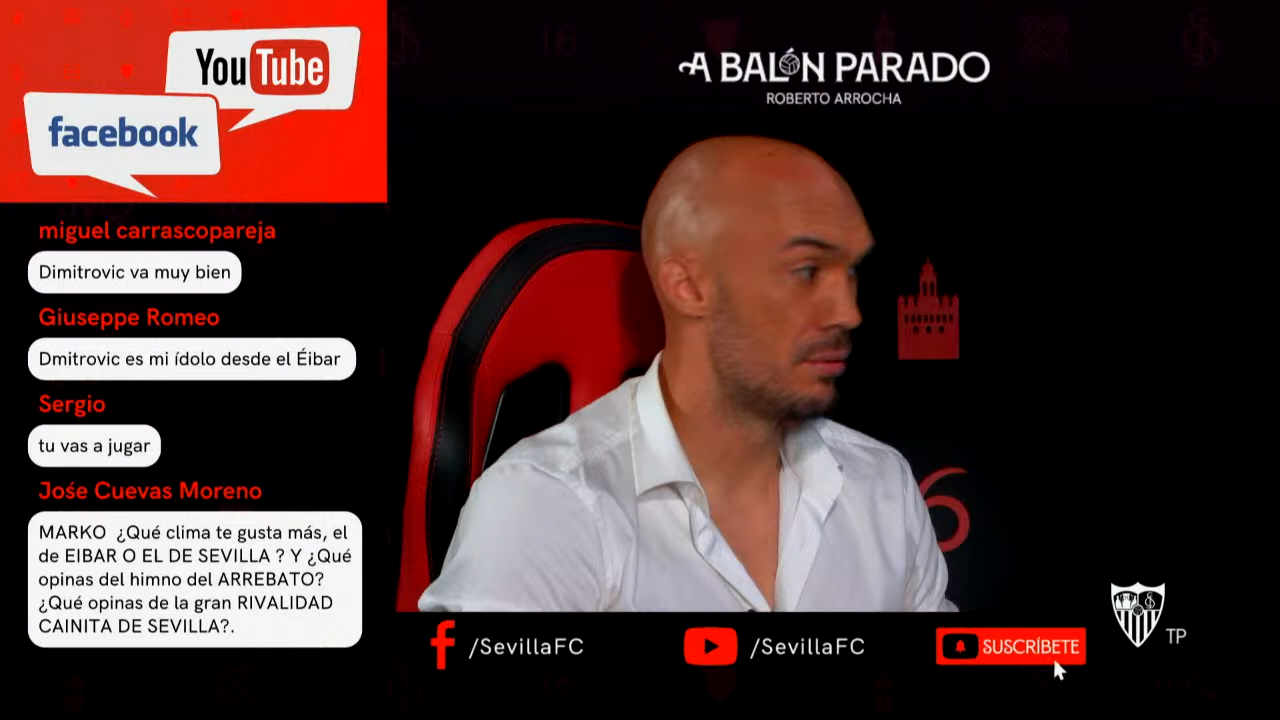 You Tube
facebook
A BALÓN PARADO
ROBERTO ARROCHA
miguel carrascopareja
Dimitrovic va muy bien
Giuseppe Romeo
Dmitrovic es mi ídolo desde el Éibar
Sergio
tu vas a jugar
Jośe Cuevas Moreno
MARKO ¿Qué clima te gusta más, el
de EIBAR O EL DE SEVILLA ? Y ¿Qué
opinas del himno del ARREBATO?
¿Qué opinas de la gran RIVALIDAD
CAINITA DE SEVILLA?.
6
/SevillaFC
/SevillaFC
SUSCRÍBETE
TP